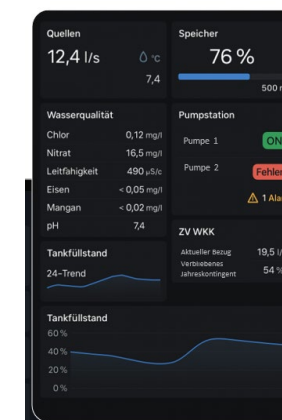 Quellen
12,4 l/s
°C
7,4
Speicher
76 %
500 m
Wasserqualität
Chlor 0,12 mg/l
Nitrat 16,5 mg/l
Leitfähigkeit 490 µS/c
Eisen < 0,05 mg/l
Mangan < 0,02 mg/l
pH 7,4
Pumpstation
Pumpe 1 ON
Pumpe 2 Fehler
1 Alar
Tankfüllstand
24-Trend
ZV WKK
Aktueller Bezug 19,5 l/
Verbliebenes
Jahreskontingent 54 %
Tankfüllstand
60 %
40 %
20 %
0 %